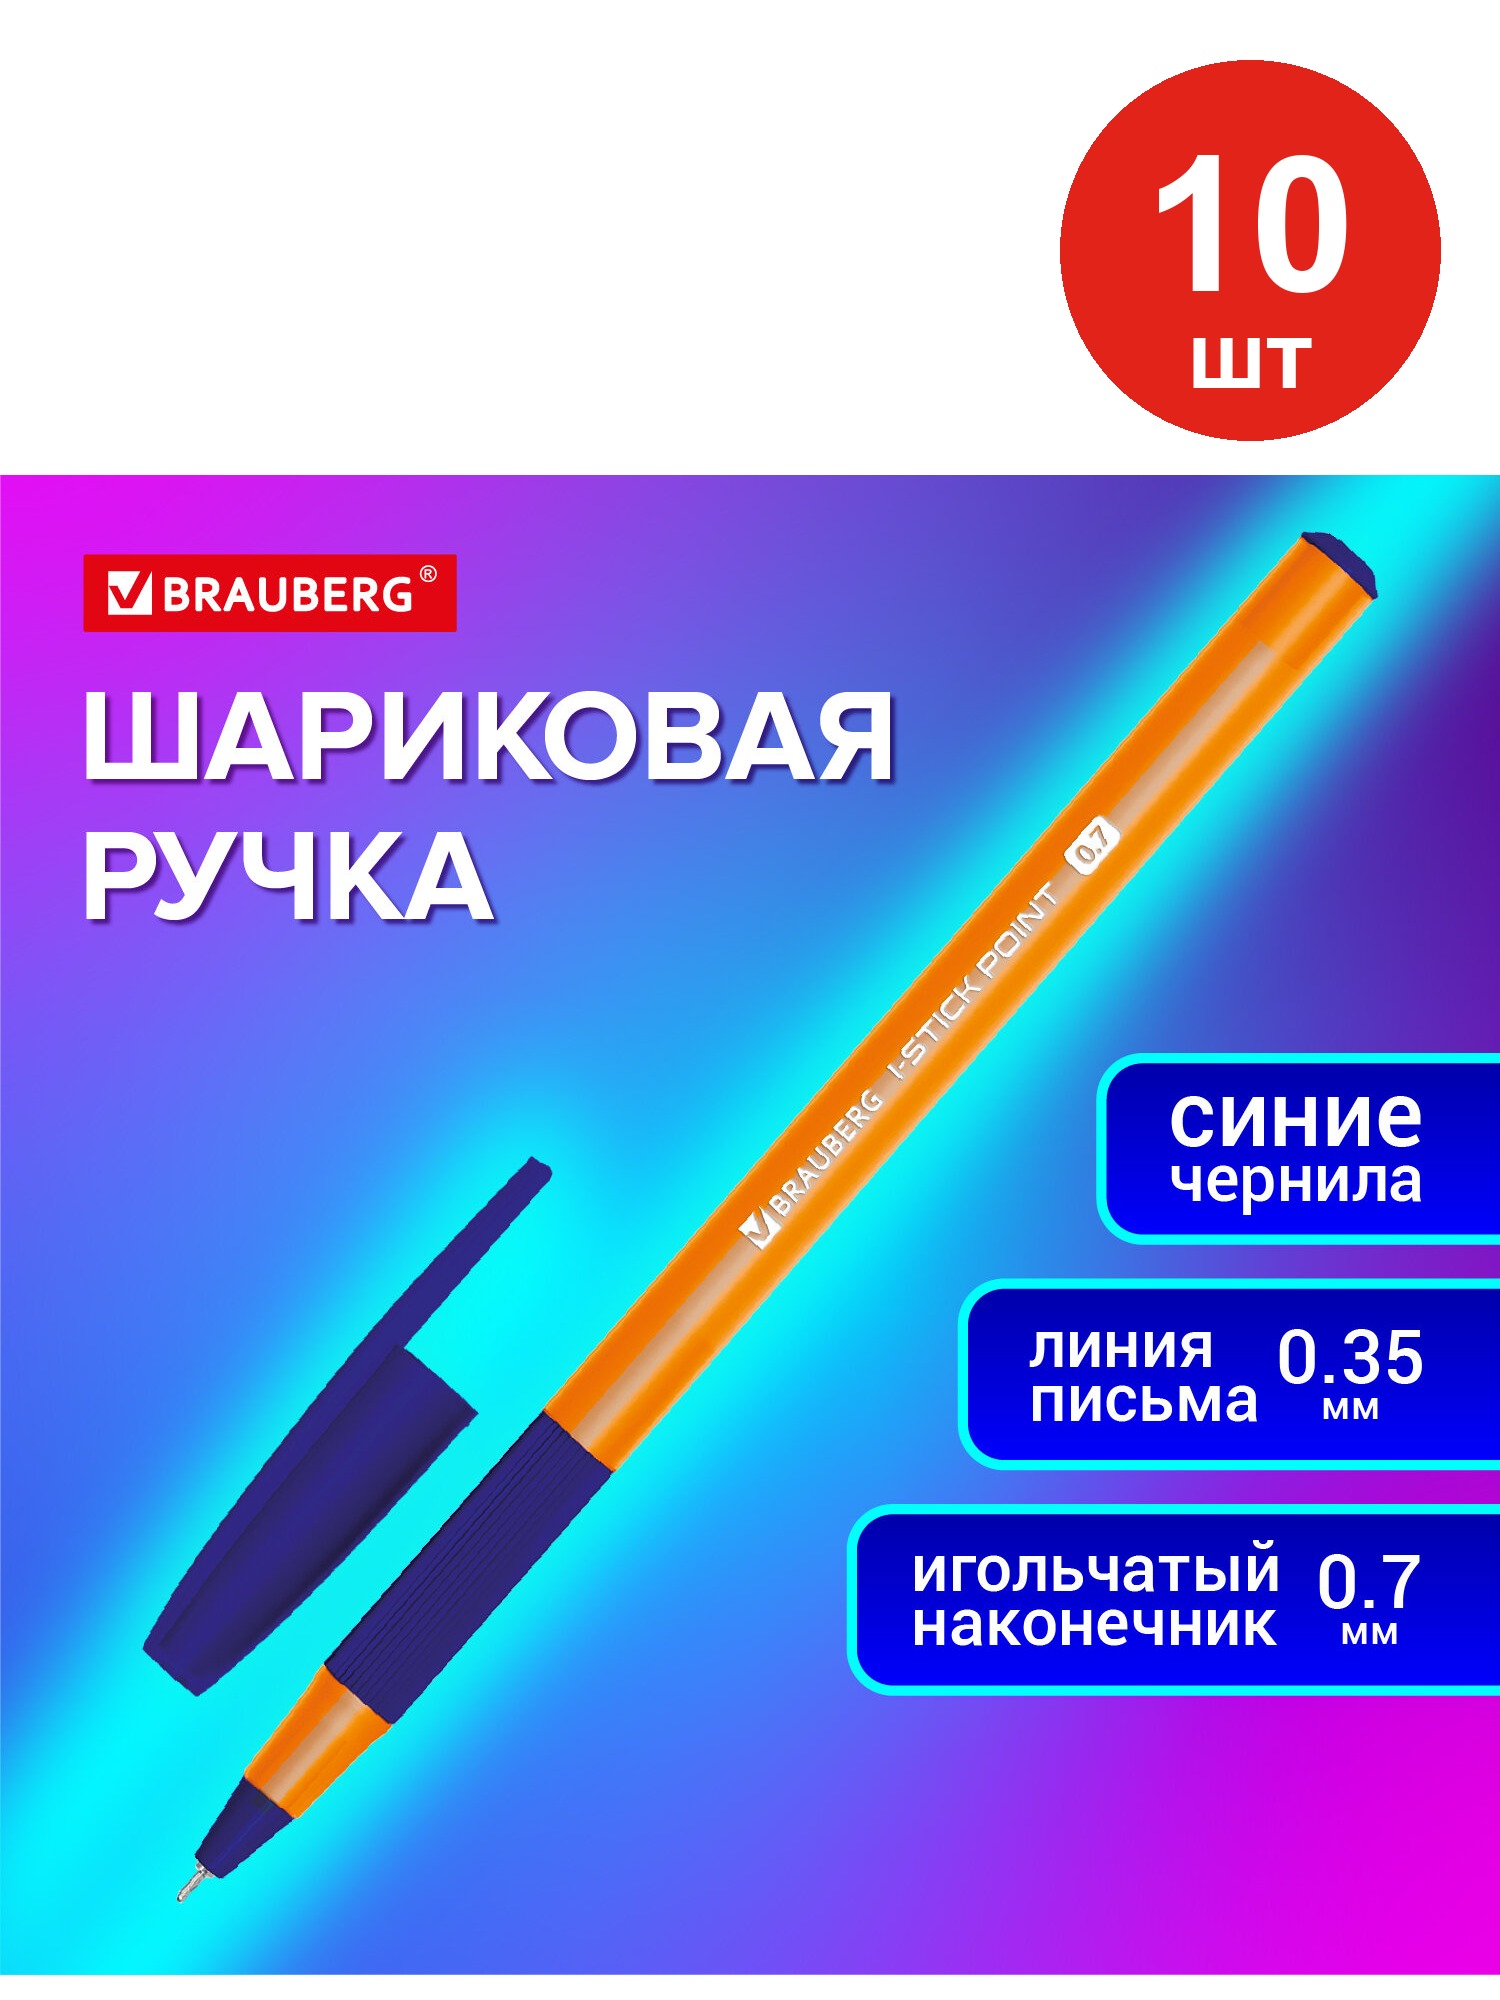 10
шт
BRAUBERG®
ШАРИКОВАЯ
РУЧКА
BRAUBERG I-STICK POINT 0.7
синие
чернила
линия
письма
0.35
мм
игольчатый
наконечник
0.7
мм